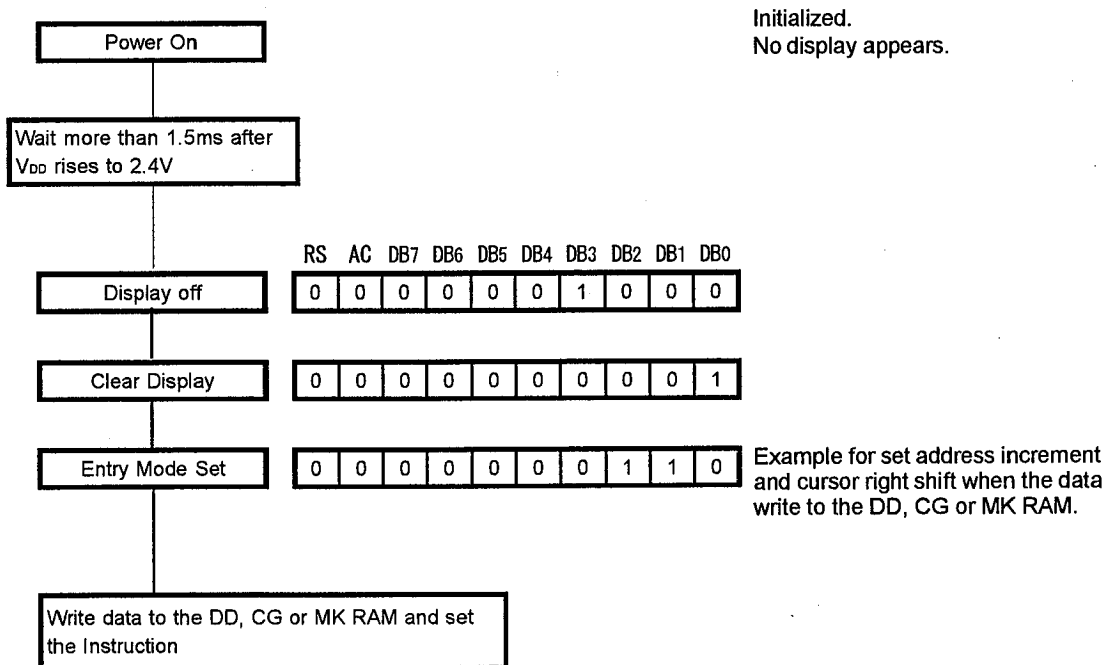 Initialized.
No display appears.
Power On
Wait more than 1.5ms after
VDD rises to 2.4V
RS AC DB7 DB6 DB5 DB4 DB3 DB2 DB1 DB0
Display off 0 0 0 0 0 0 1 0 0 0
Clear Display 0 0 0 0 0 0 0 0 0 1
Entry Mode Set 0 0 0 0 0 0 0 1 1 0
Example for set address increment
and cursor right shift when the data
write to the DD, CG or MK RAM.
Write data to the DD, CG or MK RAM and set
the Instruction